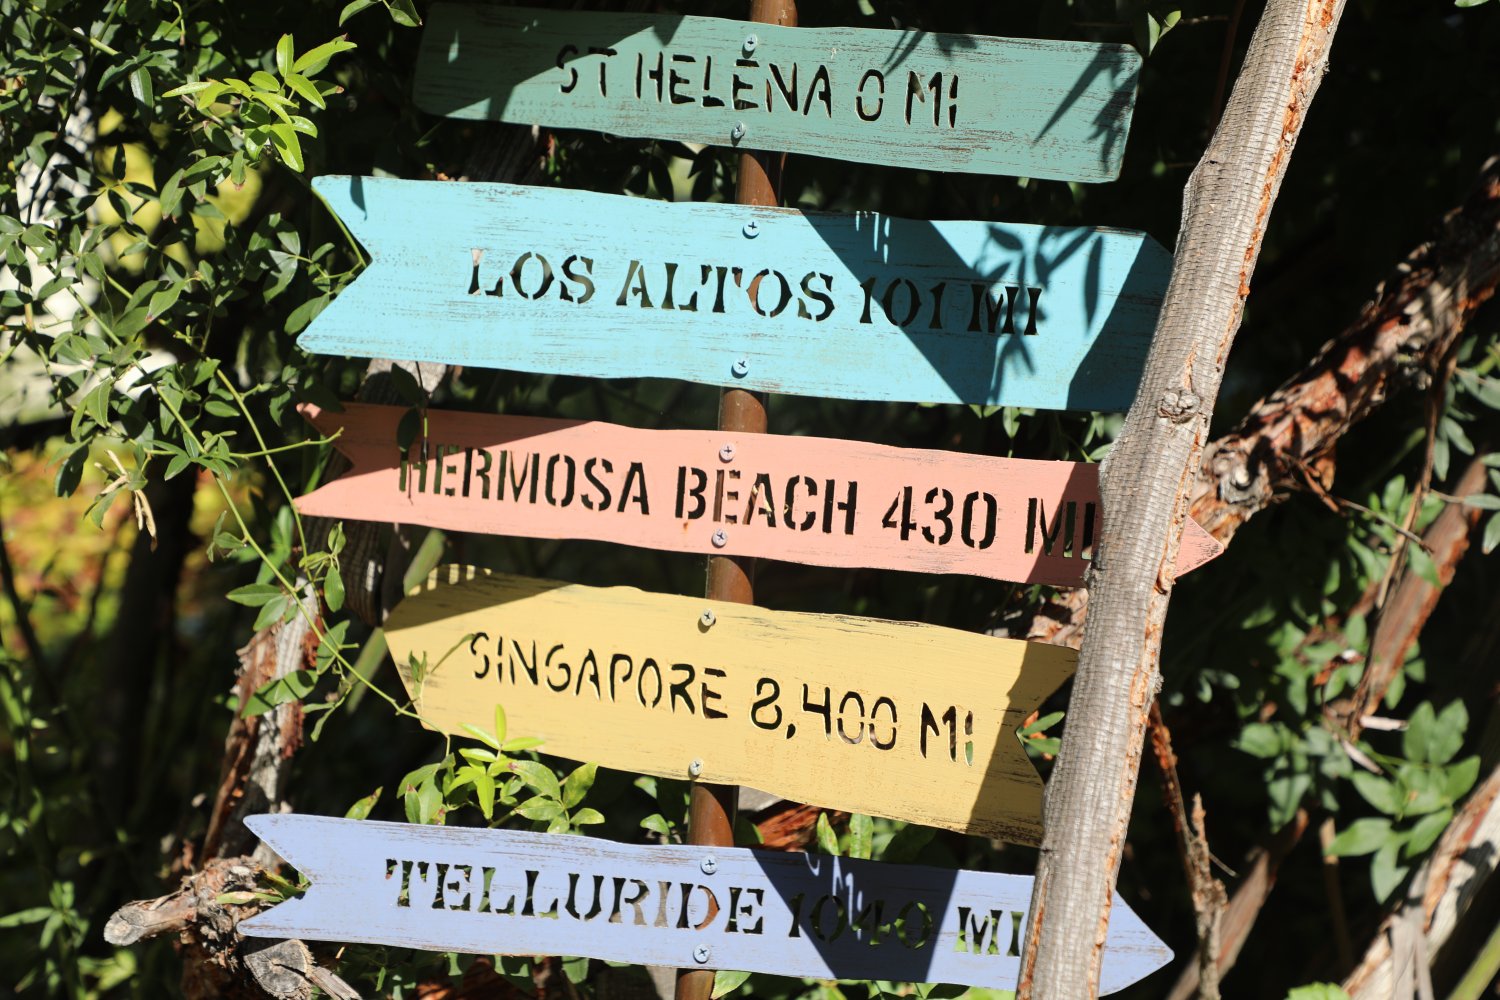 ST HELENA 0 MI
LOS ALTOS 101 MI
HERMOSA BEACH 430 MI
SINGAPORE 8,400 MI
TELLURIDE 1040 MI